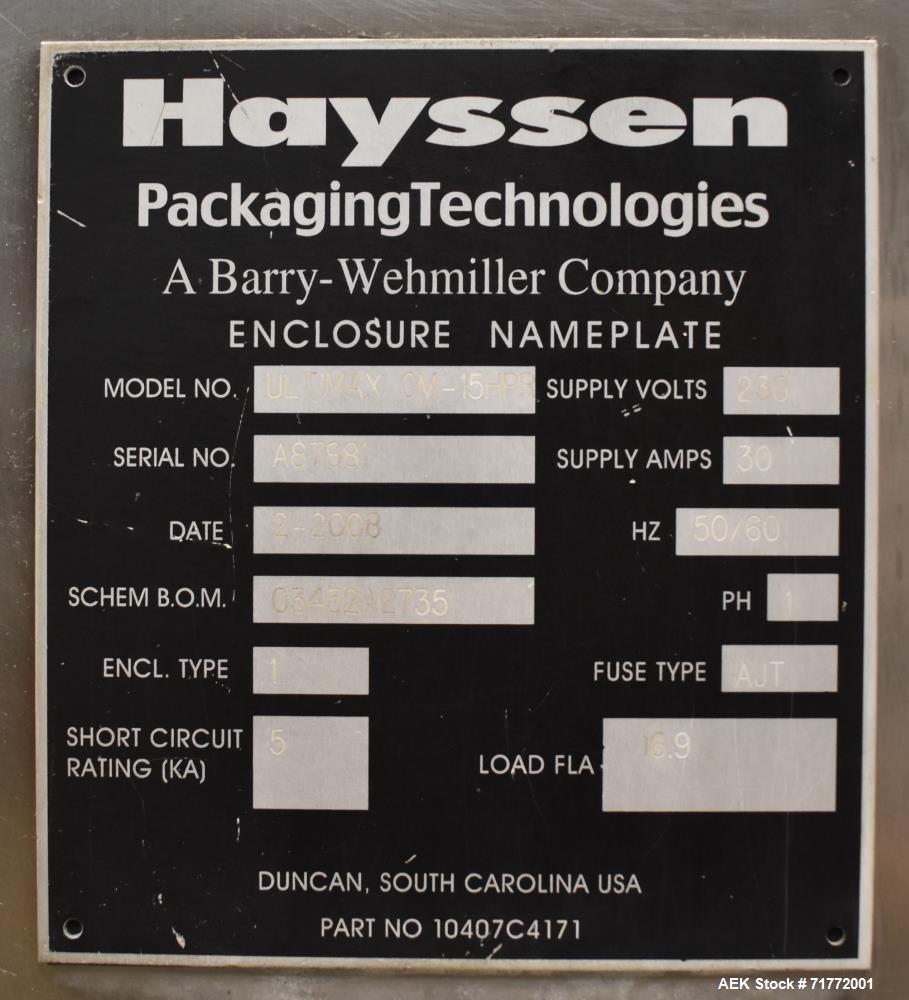 Hayssen
PackagingTechnologies
A Barry-Wehmiller Company
ENCLOSURE NAMEPLATE
MODEL NO. ULTIMAX CM-15HPR SUPPLY VOLTS 230
SERIAL NO. A87981 SUPPLY AMPS 30
DATE 2-2008 HZ 50/60
SCHEM B.O.M. 03432A2735 PH 1
ENCL. TYPE 1 FUSE TYPE AJT
SHORT CIRCUIT RATING (KA) 5 LOAD FLA 16.9
DUNCAN, SOUTH CAROLINA USA
PART NO 10407C4171
AEK Stock # 71772001